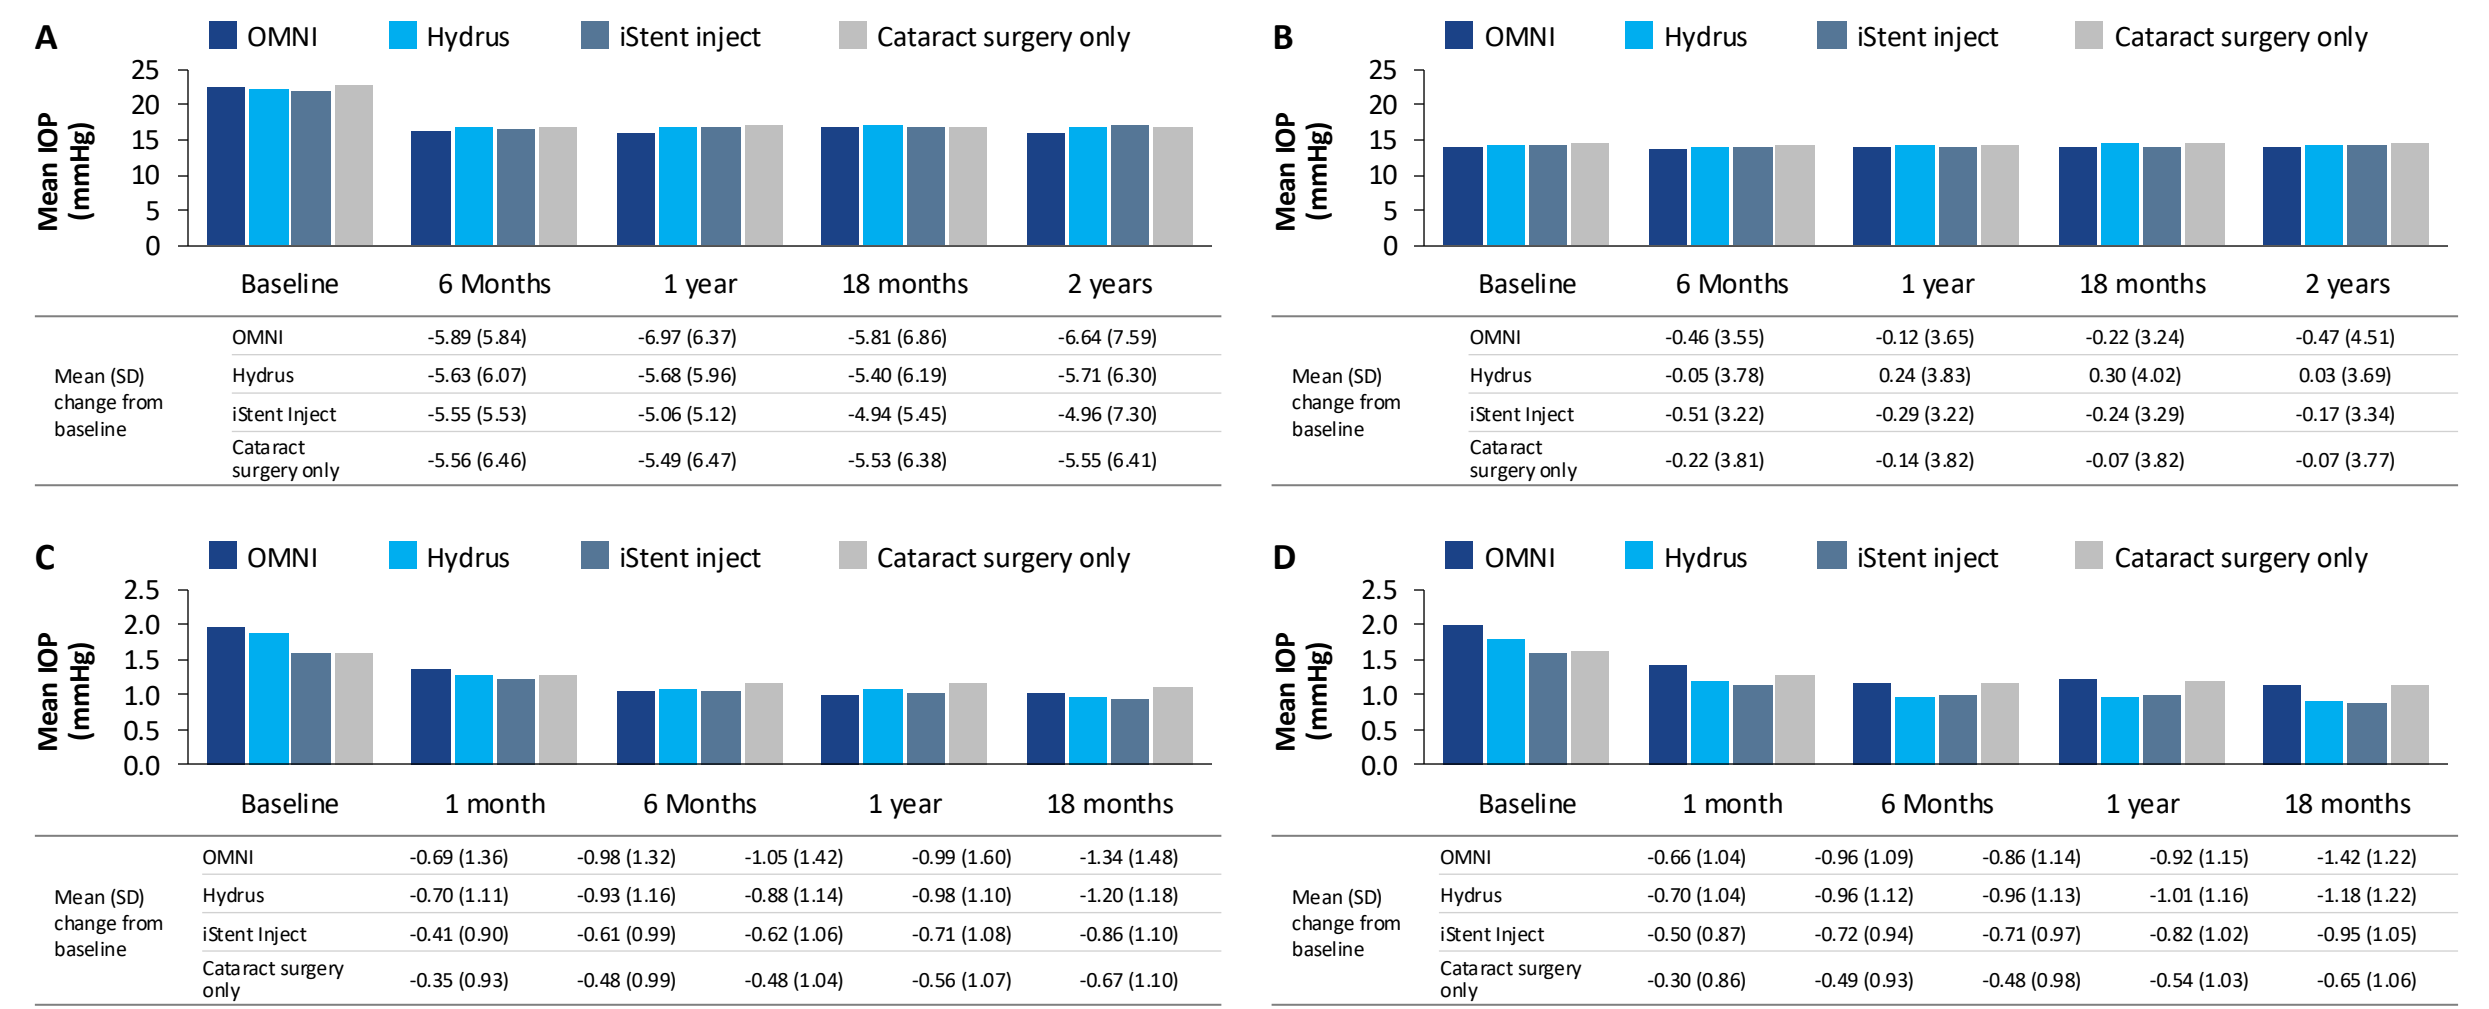 A
OMNI Hydrus iStent inject Cataract surgery only
Mean IOP
(mmHg)
25
20
15
10
5
0
Baseline 6 Months 1 year 18 months 2 years
Mean (SD)
change from
baseline
OMNI -5.89 (5.84) -6.97 (6.37) -5.81 (6.86) -6.64 (7.59)
Hydrus -5.63 (6.07) -5.68 (5.96) -5.40 (6.19) -5.71 (6.30)
iStent Inject -5.55 (5.53) -5.06 (5.12) -4.94 (5.45) -4.96 (7.30)
Cataract
surgery only -5.56 (6.46) -5.49 (6.47) -5.53 (6.38) -5.55 (6.41)
B
OMNI Hydrus iStent inject Cataract surgery only
Mean IOP
(mmHg)
25
20
15
10
5
0
Baseline 6 Months 1 year 18 months 2 years
Mean (SD)
change from
baseline
OMNI -0.46 (3.55) -0.12 (3.65) -0.22 (3.24) -0.47 (4.51)
Hydrus -0.05 (3.78) 0.24 (3.83) 0.30 (4.02) 0.03 (3.69)
iStent Inject -0.51 (3.22) -0.29 (3.22) -0.24 (3.29) -0.17 (3.34)
Cataract
surgery only -0.22 (3.81) -0.14 (3.82) -0.07 (3.82) -0.07 (3.77)
C
OMNI Hydrus iStent inject Cataract surgery only
Mean IOP
(mmHg)
2.5
2.0
1.5
1.0
0.5
0.0
Baseline 1 month 6 Months 1 year 18 months
Mean (SD)
change from
baseline
OMNI -0.69 (1.36) -0.98 (1.32) -1.05 (1.42) -0.99 (1.60) -1.34 (1.48)
Hydrus -0.70 (1.11) -0.93 (1.16) -0.88 (1.14) -0.98 (1.10) -1.20 (1.18)
iStent Inject -0.41 (0.90) -0.61 (0.99) -0.62 (1.06) -0.71 (1.08) -0.86 (1.10)
Cataract surgery
only -0.35 (0.93) -0.48 (0.99) -0.48 (1.04) -0.56 (1.07) -0.67 (1.10)
D
OMNI Hydrus iStent inject Cataract surgery only
Mean IOP
(mmHg)
2.5
2.0
1.5
1.0
0.5
0.0
Baseline 1 month 6 Months 1 year 18 months
Mean (SD)
change from
baseline
OMNI -0.66 (1.04) -0.96 (1.09) -0.86 (1.14) -0.92 (1.15) -1.42 (1.22)
Hydrus -0.70 (1.04) -0.96 (1.12) -0.96 (1.13) -1.01 (1.16) -1.18 (1.22)
iStent Inject -0.50 (0.87) -0.72 (0.94) -0.71 (0.97) -0.82 (1.02) -0.95 (1.05)
Cataract surgery
only -0.30 (0.86) -0.49 (0.93) -0.48 (0.98) -0.54 (1.03) -0.65 (1.06)